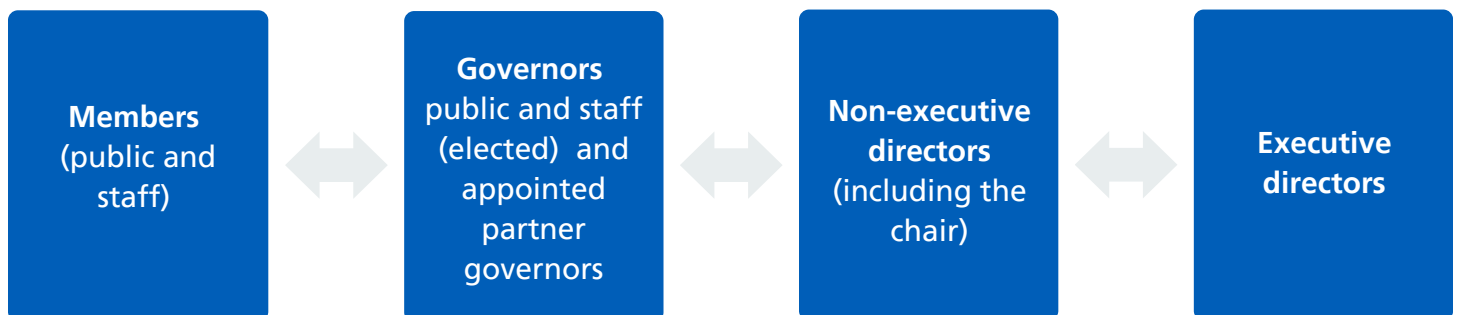 Members
(public and
staff)
Governors
public and staff
(elected) and
appointed
partner
governors
Non-executive
directors
(including the
chair)
Executive
directors